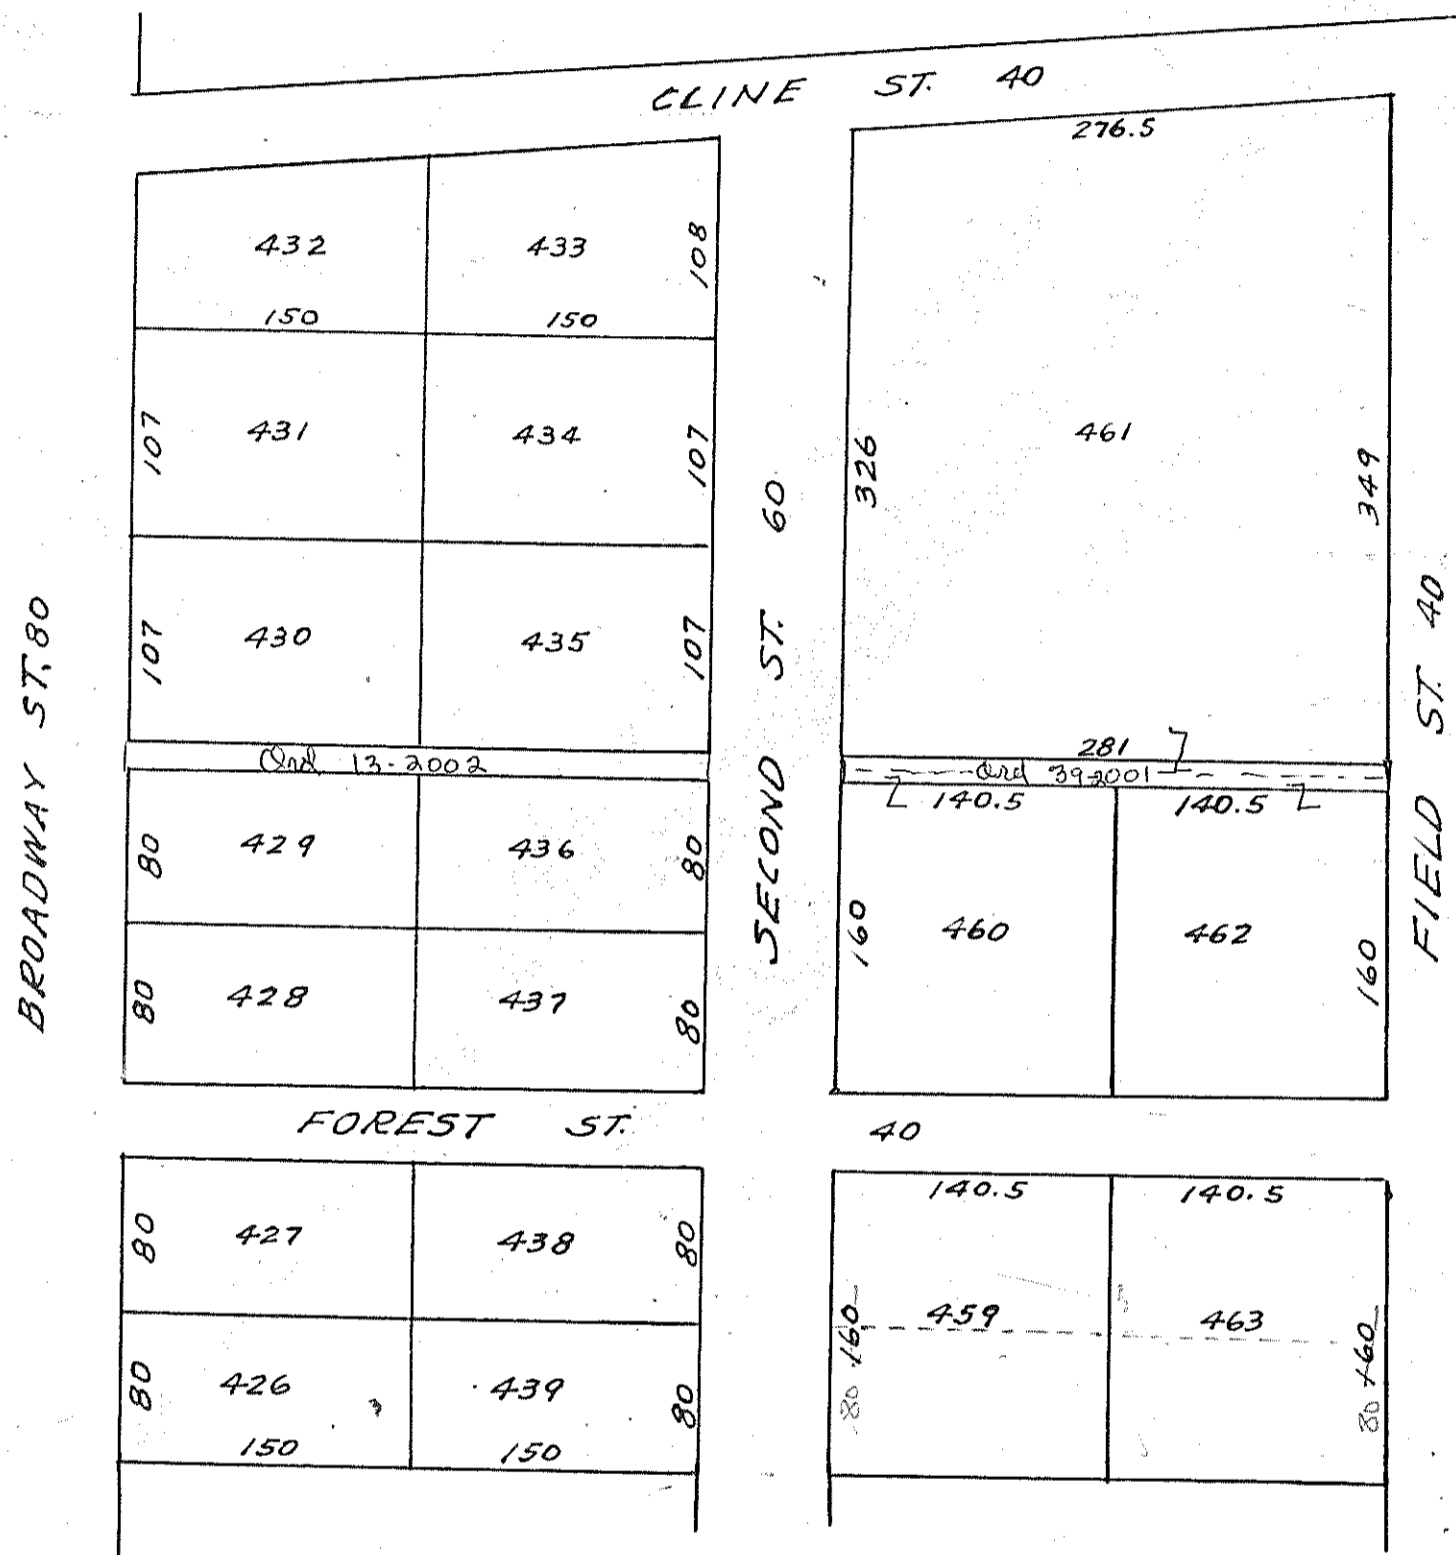 CLINE ST. 40
276.5
432 433 108
150 150
107 431 434 107
326 461 349
107 430 435 107
BROADWAY ST. 80
SECOND ST. 60
FIELD ST. 40
281
Ord 13-2002
Ord 39-2001
140.5 140.5
80 429 436 80
160 460 462 160
80 428 437 80
FOREST ST. 40
140.5 140.5
80 427 438 80
160 459 463 160
80 426 439 80
80 80
150 150